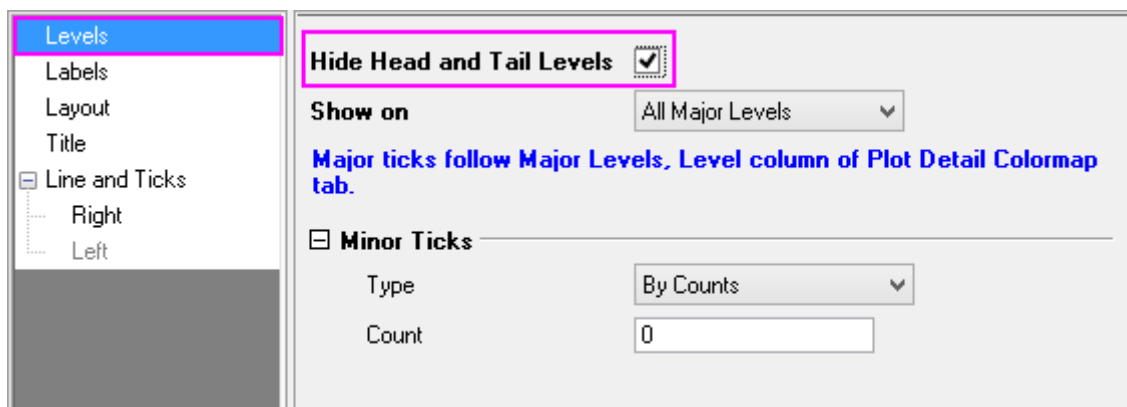 Levels
Labels
Layout
Title
Line and Ticks
Right
Left
Hide Head and Tail Levels
Show on
All Major Levels
Major ticks follow Major Levels, Level column of Plot Detail Colormap
tab.
Minor Ticks
Type
By Counts
Count
0